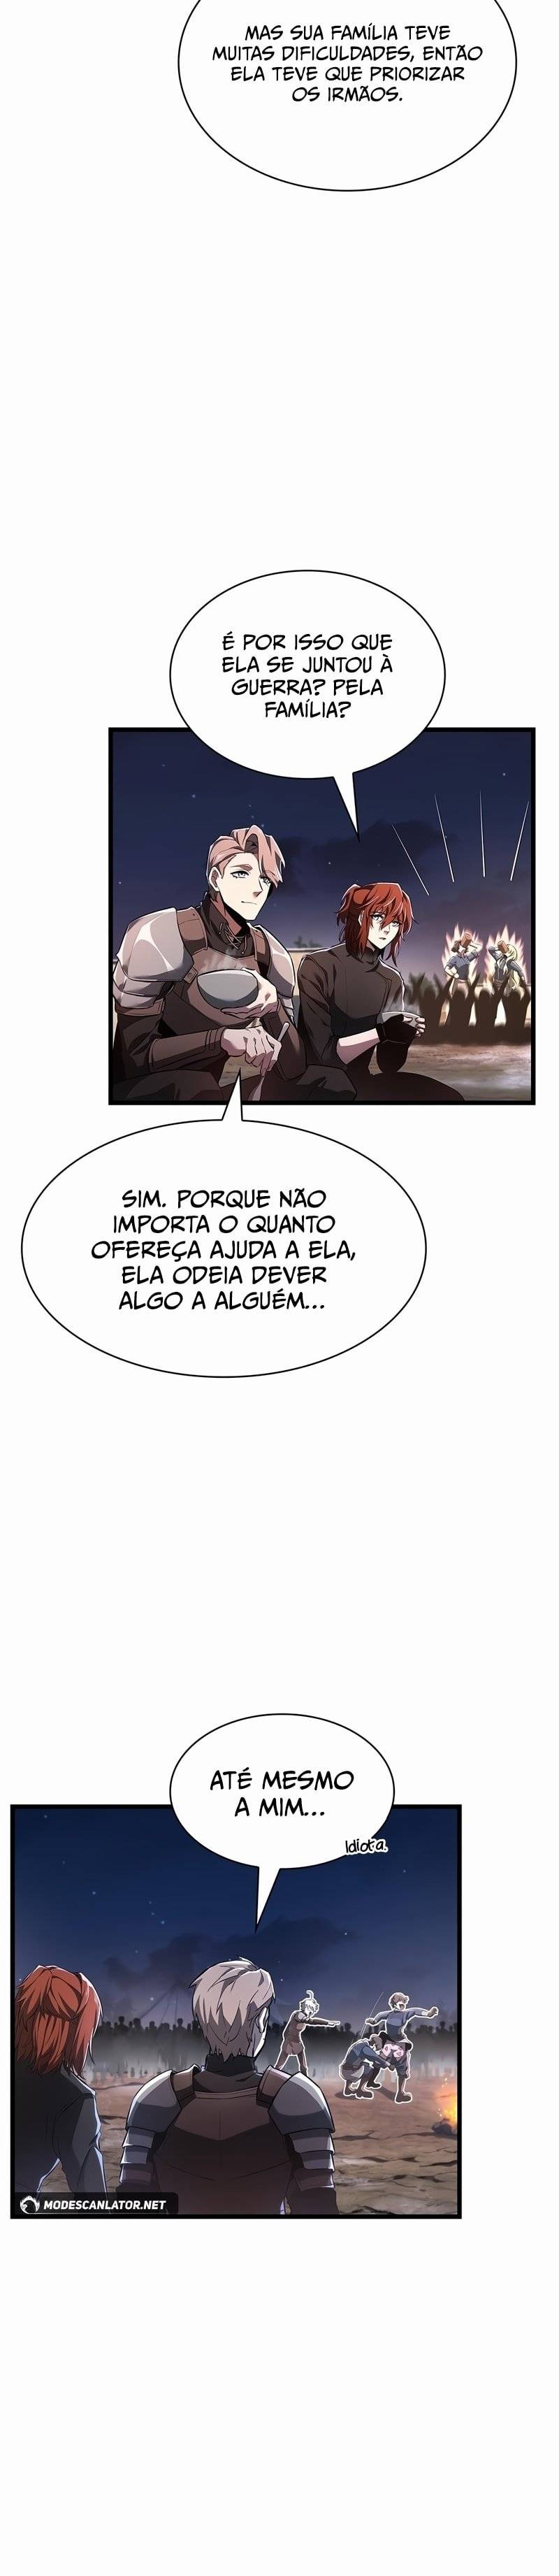 MAS SUA FAMÍLIA TEVE
MUITAS DIFICULDADES, ENTÃO
ELA TEVE QUE PRIORIZAR
OS IRMÃOS.
É POR ISSO QUE
ELA SE JUNTOU À
GUERRA? PELA
FAMÍLIA?
SIM. PORQUE NÃO
IMPORTA O QUANTO
OFEREÇA AJUDA A ELA,
ELA ODEIA DEVER
ALGO A ALGUÉM...
ATÉ MESMO
A MIM...
Idiota.
MODESCANLATOR.NET